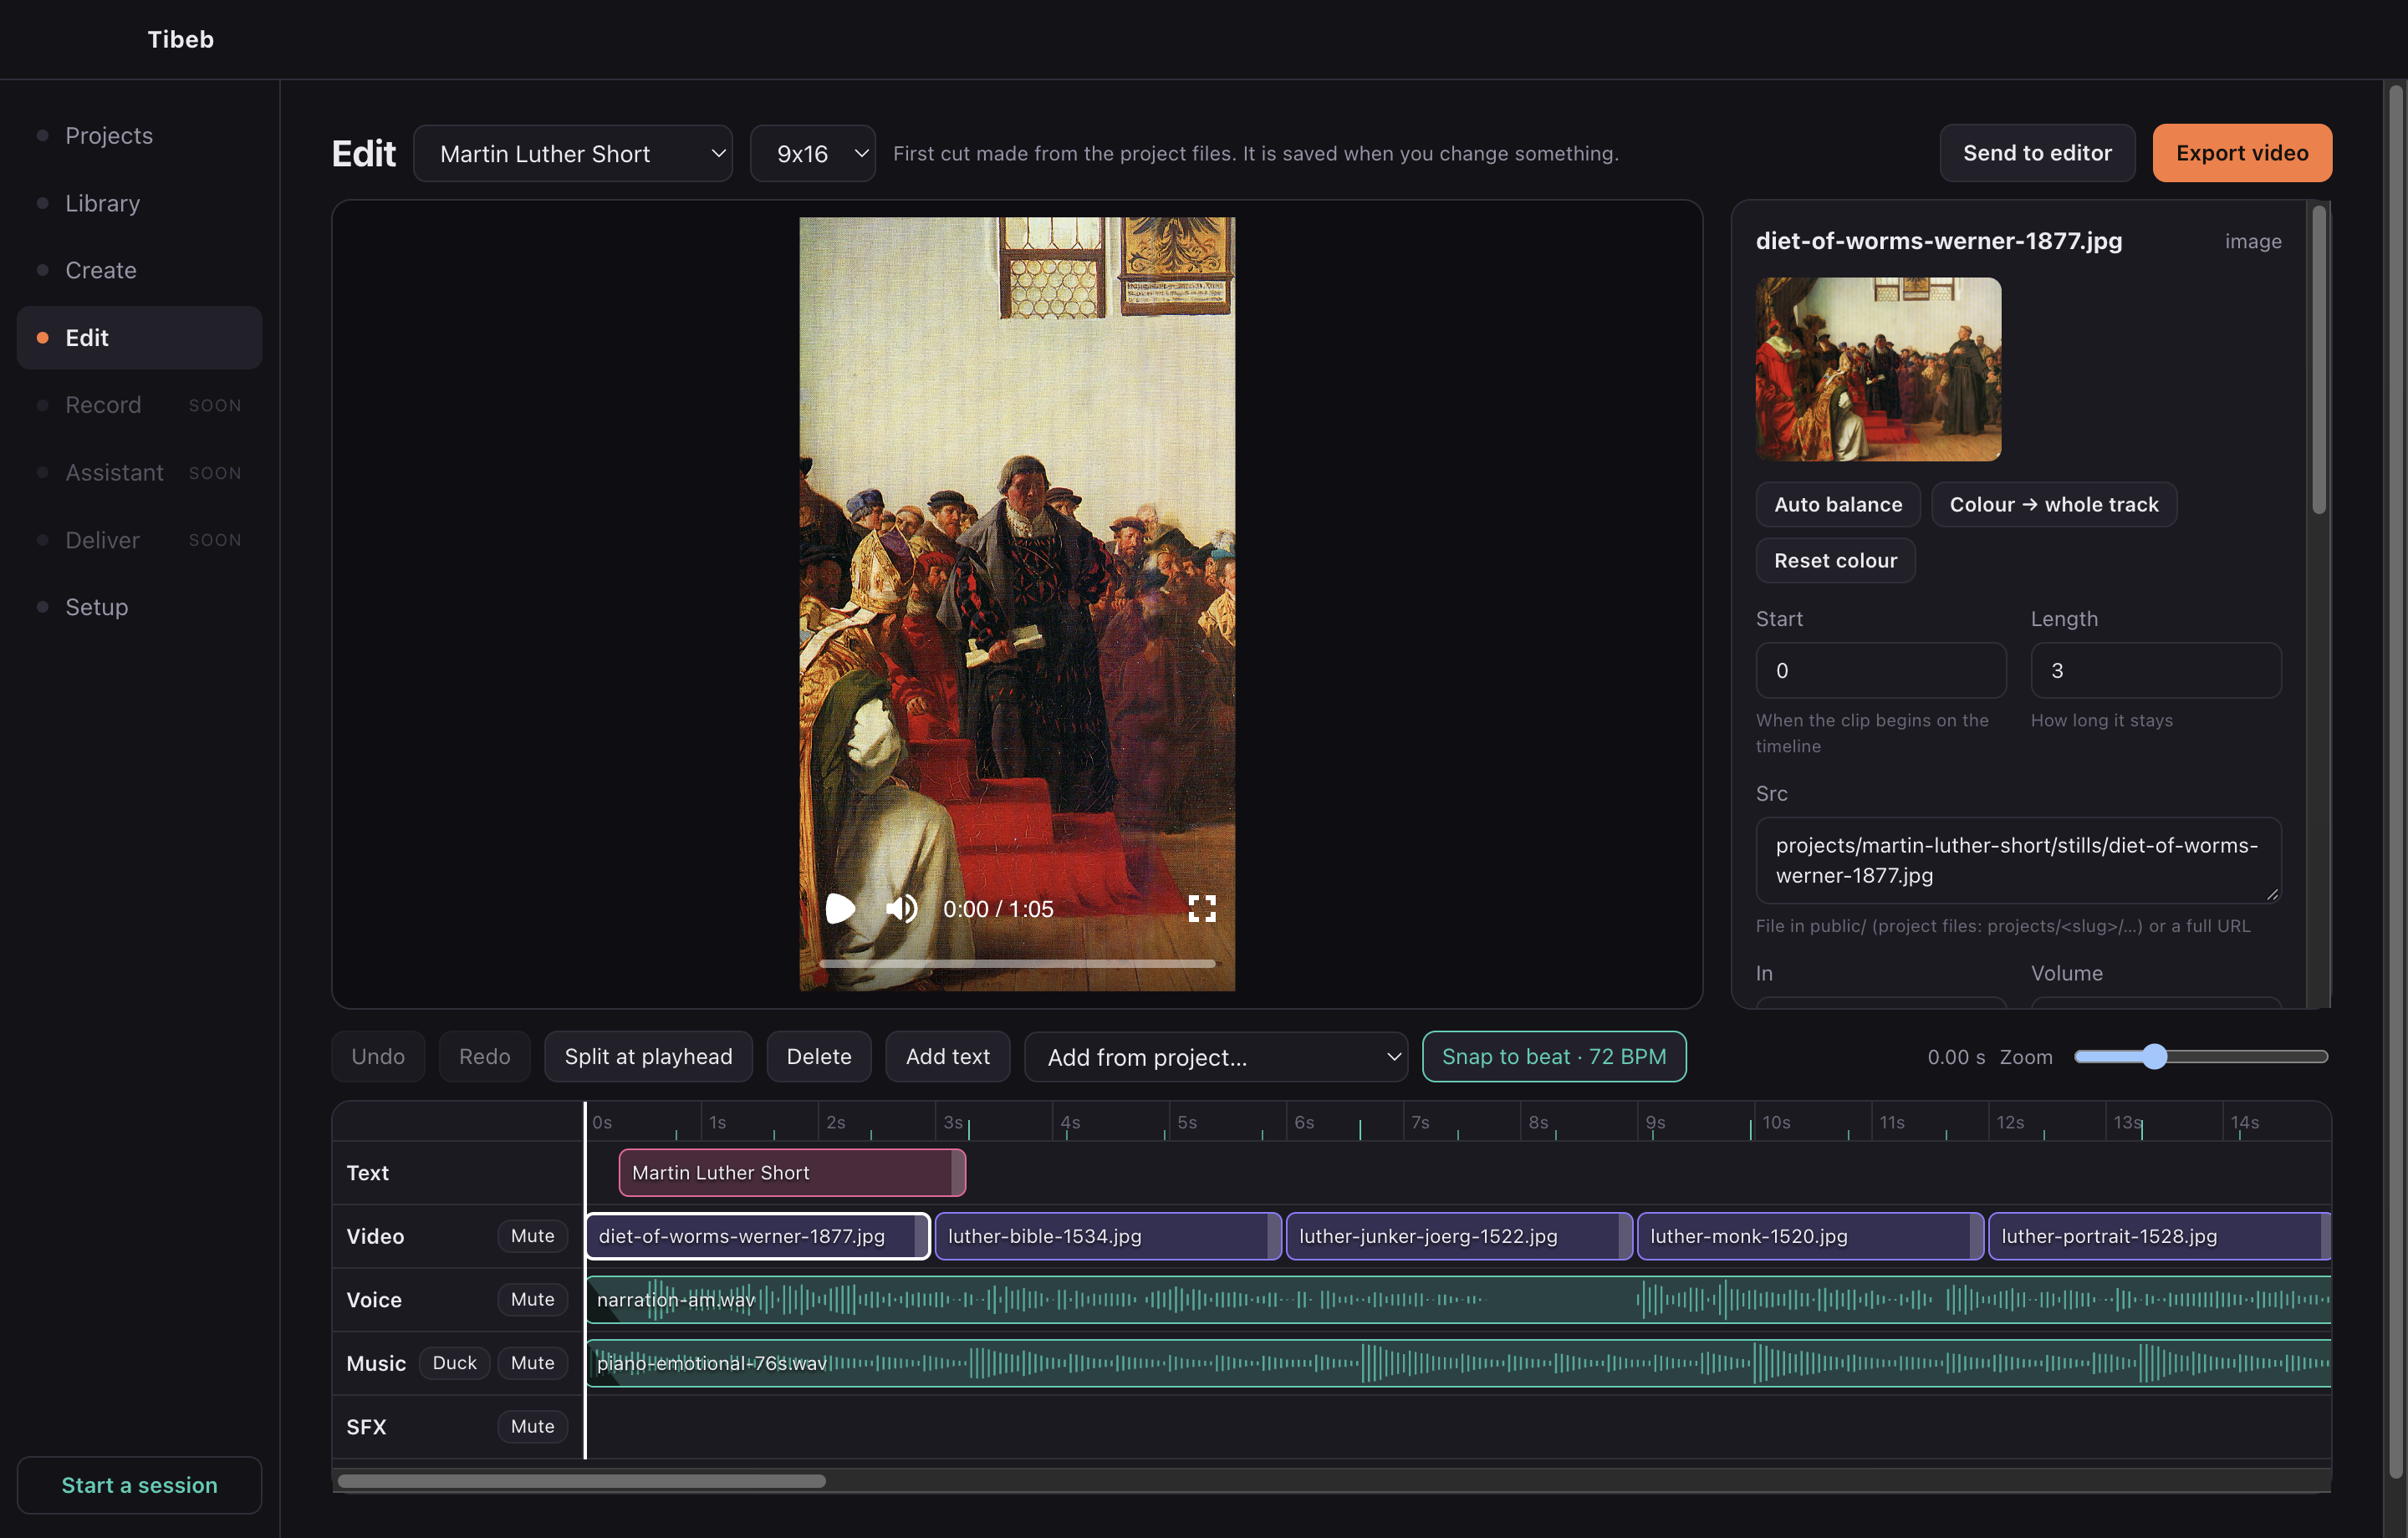 Tibeb
Projects
Library
Create
Edit
Record SOON
Assistant SOON
Deliver SOON
Setup
Start a session
Edit Martin Luther Short 9x16 First cut made from the project files. It is saved when you change something. Send to editor Export video
0:00 / 1:05
diet-of-worms-werner-1877.jpg image
Auto balance Colour → whole track
Reset colour
Start Length
0 3
When the clip begins on the
timeline
How long it stays
Src
projects/martin-luther-short/stills/diet-of-worms-
werner-1877.jpg
File in public/ (project files: projects/<slug>/…) or a full URL
In Volume
Undo Redo Split at playhead Delete Add text Add from project… Snap to beat · 72 BPM 0.00 s Zoom
0s 1s 2s 3s 4s 5s 6s 7s 8s 9s 10s 11s 12s 13s 14s
Text Martin Luther Short
Video Mute diet-of-worms-werner-1877.jpg luther-bible-1534.jpg luther-junker-joerg-1522.jpg luther-monk-1520.jpg luther-portrait-1528.jpg
Voice Mute narration-am.wav
Music Duck Mute piano-emotional-76s.wav
SFX Mute